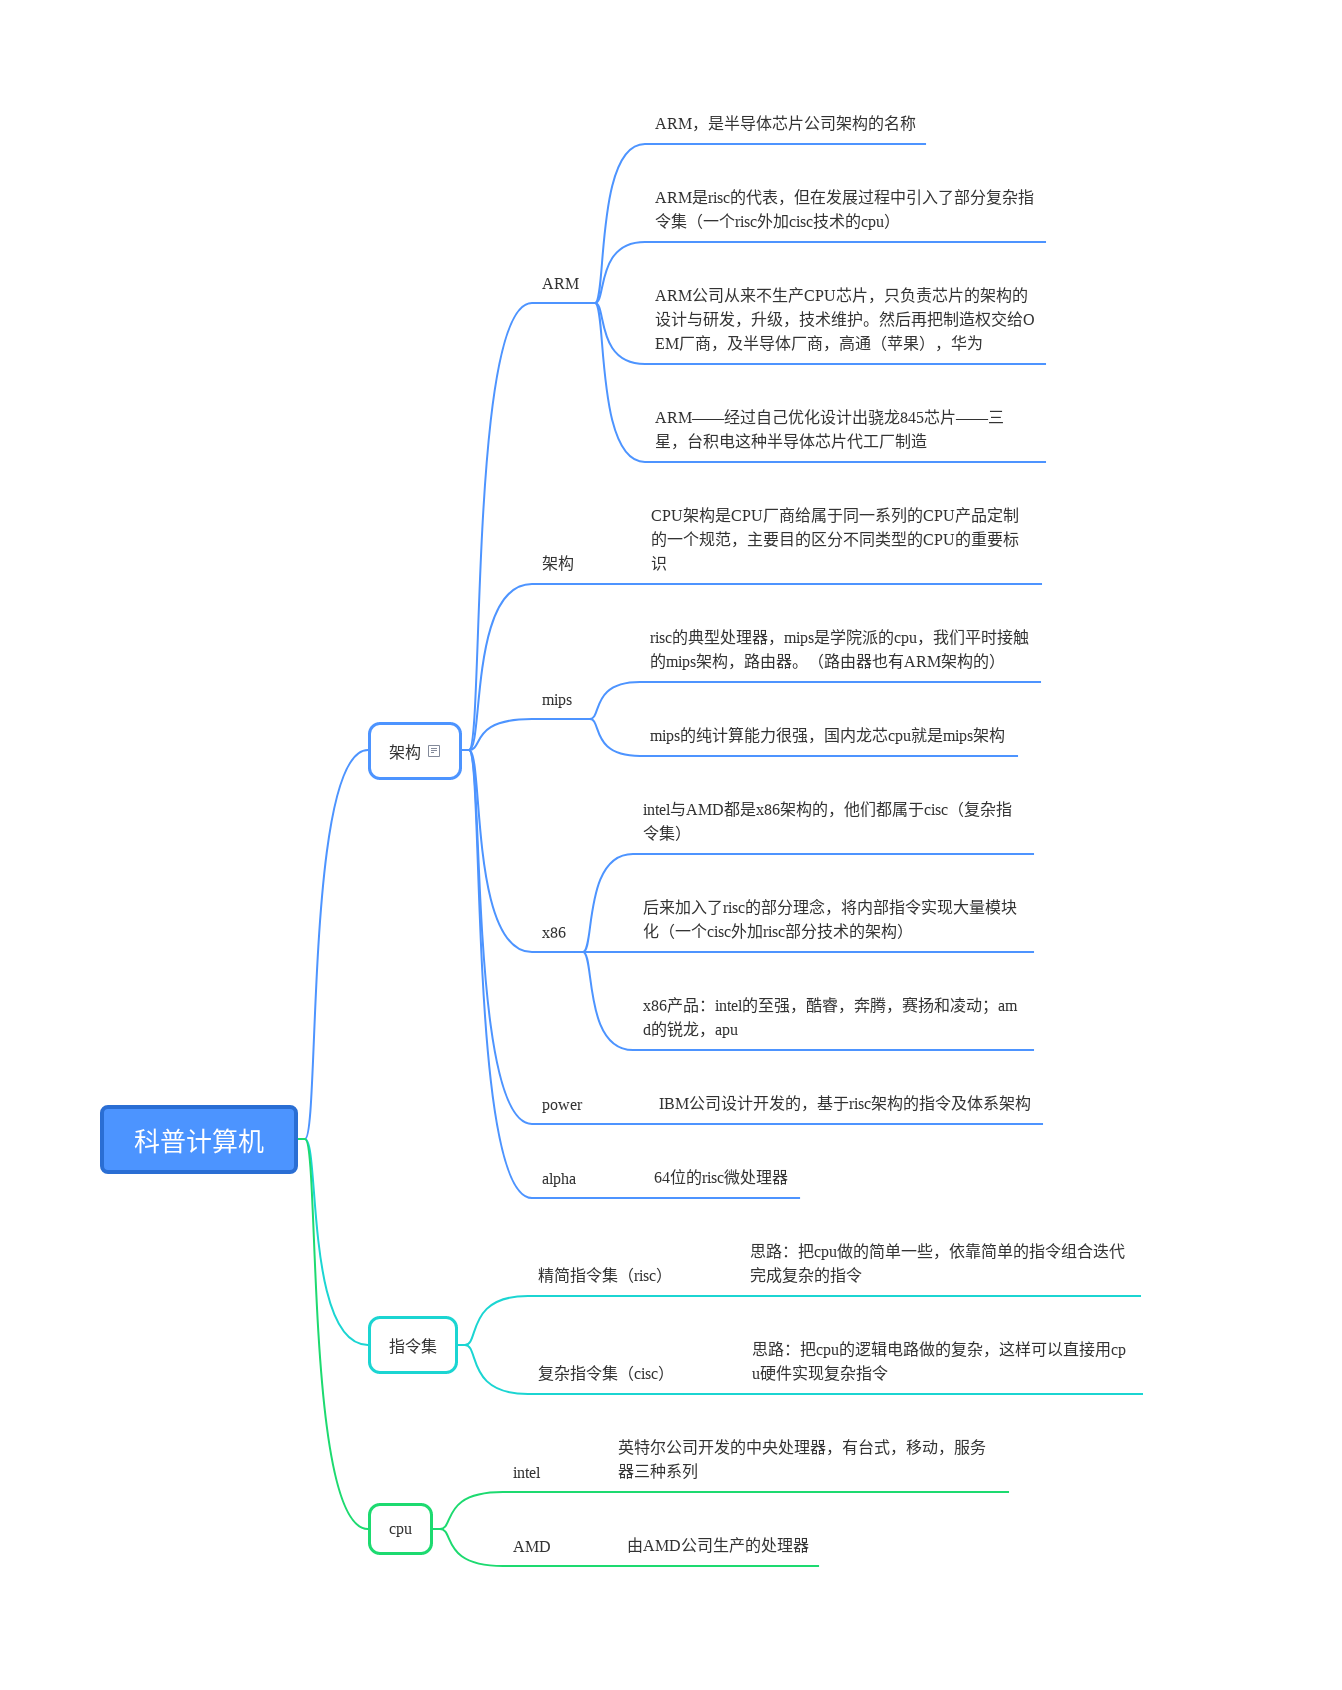 科普计算机
架构
ARM
ARM，是半导体芯片公司架构的名称
ARM是risc的代表，但在发展过程中引入了部分复杂指
令集（一个risc外加cisc技术的cpu）
ARM公司从来不生产CPU芯片，只负责芯片的架构的
设计与研发，升级，技术维护。然后再把制造权交给O
EM厂商，及半导体厂商，高通（苹果），华为
ARM——经过自己优化设计出骁龙845芯片——三
星，台积电这种半导体芯片代工厂制造
架构
CPU架构是CPU厂商给属于同一系列的CPU产品定制
的一个规范，主要目的区分不同类型的CPU的重要标
识
mips
risc的典型处理器，mips是学院派的cpu，我们平时接触
的mips架构，路由器。（路由器也有ARM架构的）
mips的纯计算能力很强，国内龙芯cpu就是mips架构
x86
intel与AMD都是x86架构的，他们都属于cisc（复杂指
令集）
后来加入了risc的部分理念，将内部指令实现大量模块
化（一个cisc外加risc部分技术的架构）
x86产品：intel的至强，酷睿，奔腾，赛扬和凌动；am
d的锐龙，apu
power
IBM公司设计开发的，基于risc架构的指令及体系架构
alpha
64位的risc微处理器
指令集
精简指令集（risc）
思路：把cpu做的简单一些，依靠简单的指令组合迭代
完成复杂的指令
复杂指令集（cisc）
思路：把cpu的逻辑电路做的复杂，这样可以直接用cp
u硬件实现复杂指令
cpu
intel
英特尔公司开发的中央处理器，有台式，移动，服务
器三种系列
AMD
由AMD公司生产的处理器